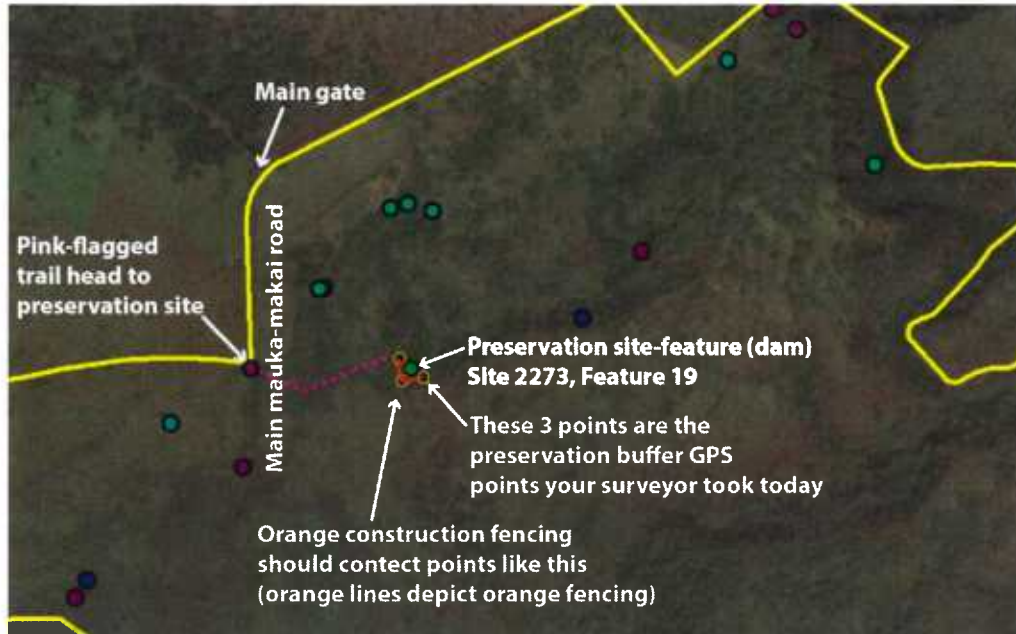 Main gate
Pink-flagged
trail head to
preservation site
Main mauka-makai road
Preservation site-feature (dam)
Site 2273, Feature 19
These 3 points are the
preservation buffer GPS
points your surveyor took today
Orange construction fencing
should contact points like this
(orange lines depict orange fencing)